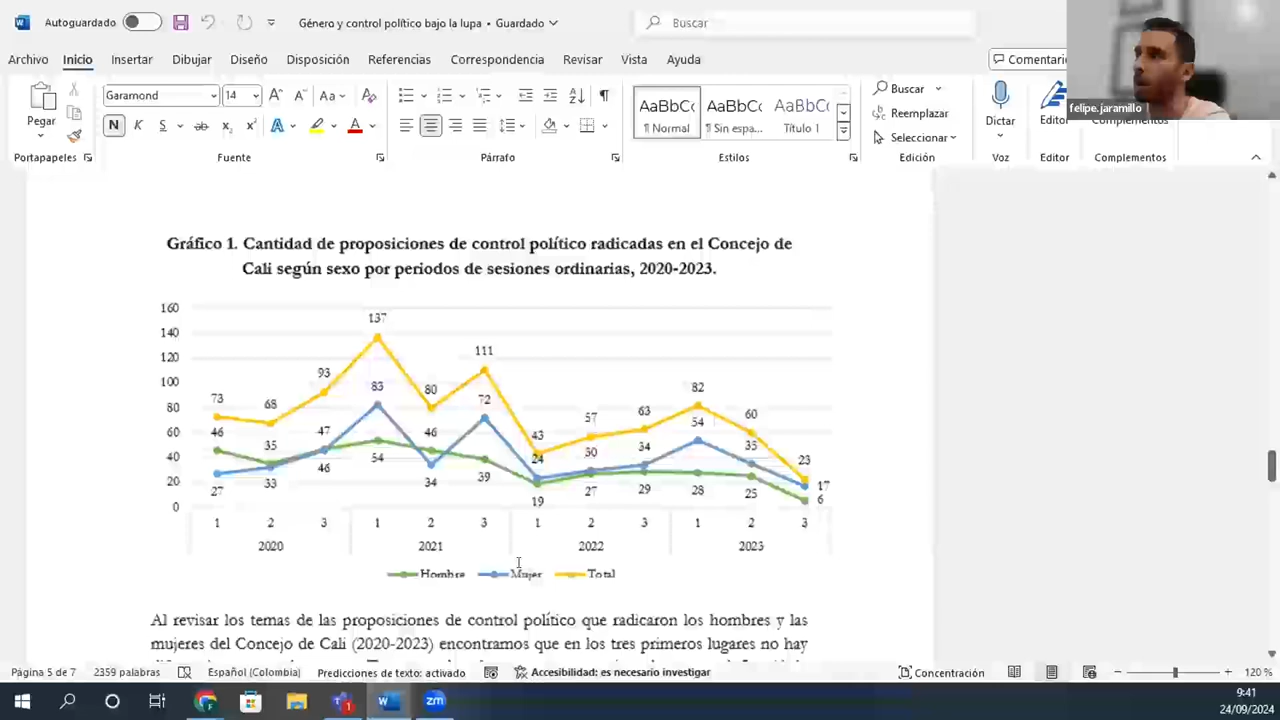 Autoguardado
Género y control político bajo la lupa • Guardado
Buscar
Archivo Inicio Insertar Dibujar Diseño Disposición Referencias Correspondencia Revisar Vista Ayuda
felipe.jaramillo
Garamond 14
Pegar
AaBbCc AaBbCc AaBbCc
¶ Normal ¶ Sin espa... Título 1
Buscar
Reemplazar
Seleccionar
Dictar Editor Complementos
Portapapeles Fuente Párrafo Estilos Edición Voz Editor Complementos
Gráfico 1. Cantidad de proposiciones de control político radicadas en el Concejo de
Cali según sexo por periodos de sesiones ordinarias, 2020-2023.
160
140
120
100
80
60
40
20
0
73 68 93 137 80 111 43 57 63 82 60 23
46 35 47 83 46 72 24 30 34 54 35 17
27 33 46 54 34 39 19 27 29 28 25 6
1 2 3 1 2 3 1 2 3 1 2 3
2020 2021 2022 2023
Hombre Mujer Total
Al revisar los temas de las proposiciones de control político que radicaron los hombres y las
mujeres del Concejo de Cali (2020-2023) encontramos que en los tres primeros lugares no hay
Página 5 de 7 2359 palabras Español (Colombia) Predicciones de texto: activado Accesibilidad: es necesario investigar Concentración 120 %
9:41
24/09/2024